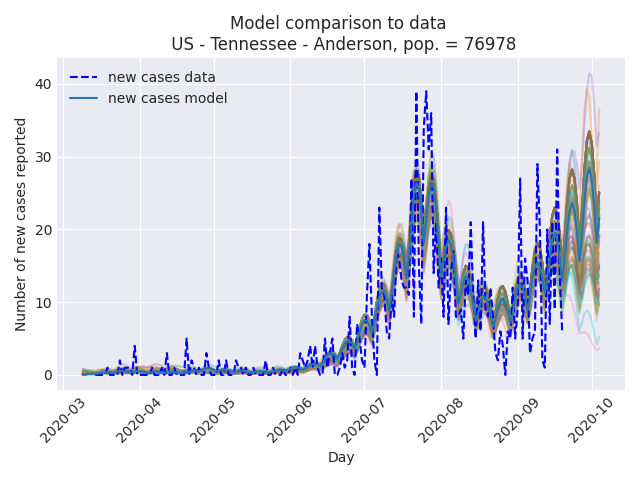 Model comparison to data
US - Tennessee - Anderson, pop. = 76978
new cases data
new cases model
Number of new cases reported
40
30
20
10
0
2020-03
2020-04
2020-05
2020-06
2020-07
2020-08
2020-09
2020-10
Day